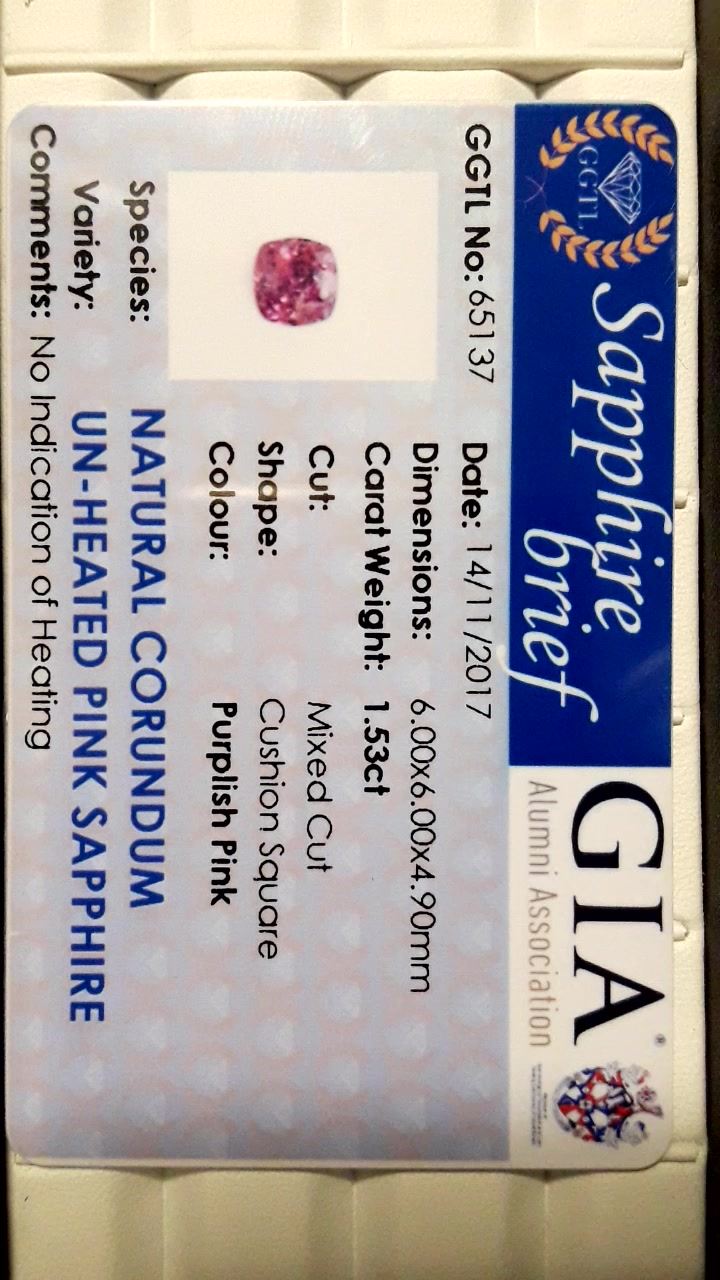 GGTL
Sapphire
brief
GIA®
Alumni Association
GGTL No: 65137
Date: 14/11/2017
Dimensions: 6.00x6.00x4.90mm
Carat Weight: 1.53ct
Cut: Mixed Cut
Shape: Cushion Square
Colour: Purplish Pink
Species: NATURAL CORUNDUM
Variety: UN-HEATED PINK SAPPHIRE
Comments: No Indication of Heating